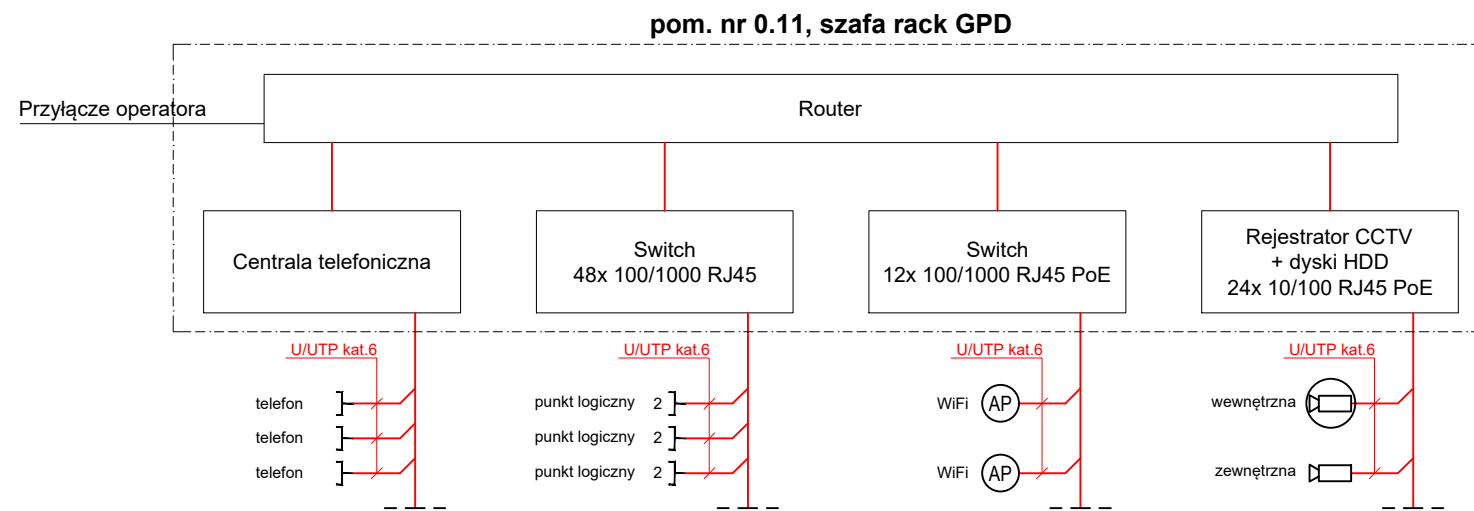 pom. nr 0.11, szafa rack GPD
Przyłącze operatora
Router
Centrala telefoniczna
Switch
48x 100/1000 RJ45
Switch
12x 100/1000 RJ45 PoE
Rejestrator CCTV
+ dyski HDD
24x 10/100 RJ45 PoE
U/UTP kat.6
telefon
telefon
telefon
U/UTP kat.6
punkt logiczny 2
punkt logiczny 2
punkt logiczny 2
U/UTP kat.6
WiFi AP
WiFi AP
U/UTP kat.6
wewnętrzna
zewnętrzna